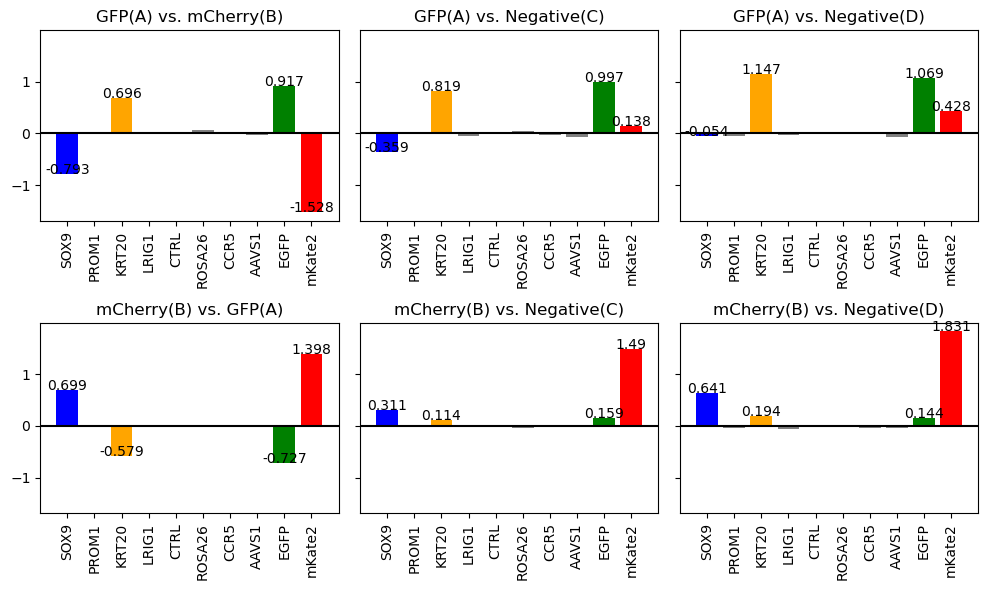 GFP(A) vs. mCherry(B)
GFP(A) vs. Negative(C)
GFP(A) vs. Negative(D)
1
0
−1
-0.793
0.696
0.917
-1.528
-0.359
0.819
0.997
0.138
-0.054
1.147
1.069
0.428
SOX9
PROM1
KRT20
LRIG1
CTRL
ROSA26
CCR5
AAVS1
EGFP
mKate2
SOX9
PROM1
KRT20
LRIG1
CTRL
ROSA26
CCR5
AAVS1
EGFP
mKate2
SOX9
PROM1
KRT20
LRIG1
CTRL
ROSA26
CCR5
AAVS1
EGFP
mKate2
mCherry(B) vs. GFP(A)
mCherry(B) vs. Negative(C)
mCherry(B) vs. Negative(D)
1
0
−1
0.699
-0.579
-0.727
1.398
0.311
0.114
0.159
1.49
0.641
0.194
0.144
1.831
SOX9
PROM1
KRT20
LRIG1
CTRL
ROSA26
CCR5
AAVS1
EGFP
mKate2
SOX9
PROM1
KRT20
LRIG1
CTRL
ROSA26
CCR5
AAVS1
EGFP
mKate2
SOX9
PROM1
KRT20
LRIG1
CTRL
ROSA26
CCR5
AAVS1
EGFP
mKate2